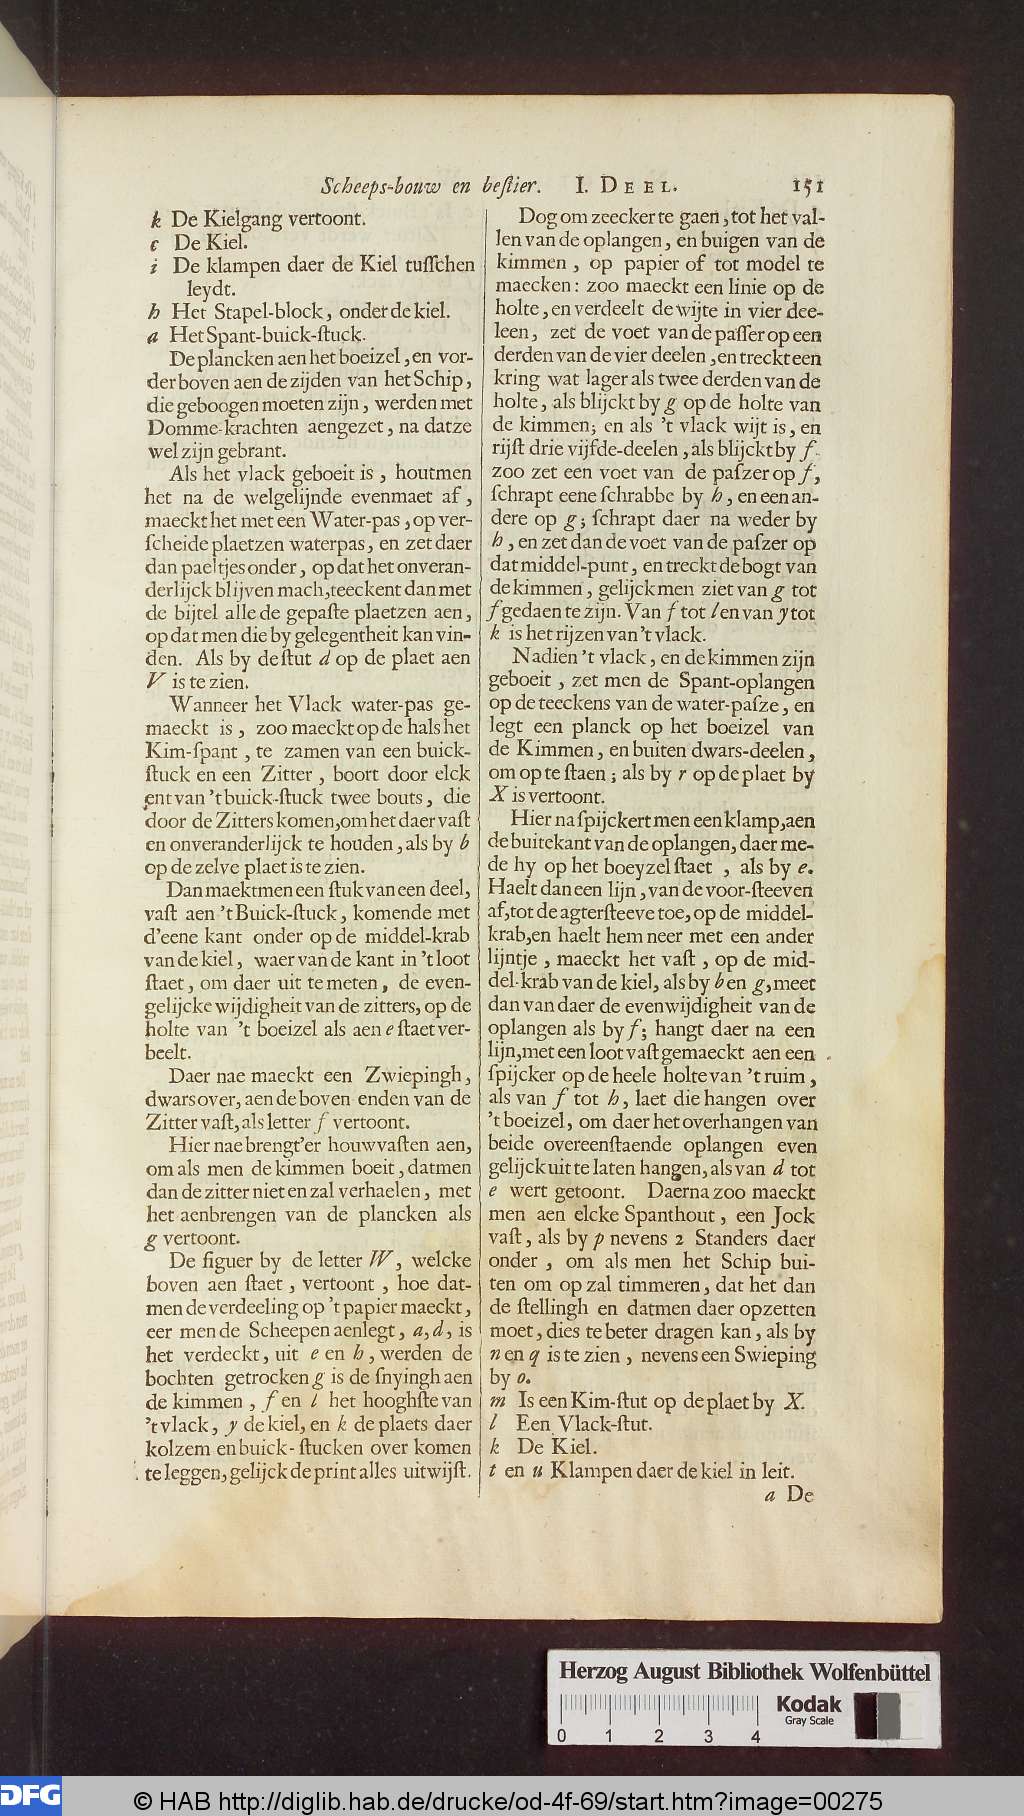 Scheeps-bouw en beſtier. I. DEEL. 151
k De Kielgang vertoont.
c De Kiel.
i De klampen daer de Kiel tuſſchen
leydt.
h Het Stapel-block, onder de kiel.
a Het Spant-buick-ſtuck.
De plancken aen het boeizel, en vor-
der boven aen de zijden van het Schip,
die geboogen moeten zijn, werden met
Domme-krachten aengezet, na datze
wel zijn gebrant.
Als het vlack geboeit is, hout men
het na de welgelijnde evenmaet af,
maeckt het met een Water-pas, op ver-
ſcheide plaetzen waterpas, en zet daer
dan paeltjes onder, op dat het onveran-
derlijck blijven mach, teeckent dan met
de bijtel alle de gepaſte plaetzen aen,
op dat men die by gelegentheit kan vin-
den. Als by de ſtut d op de plaet aen
V is te zien.
Wanneer het Vlack water-pas ge-
maeckt is, zoo maeckt op de hals het
Kim-ſpant, te zamen van een buick-
ſtuck en een Zitter, boort door elck
ent van 't buick-ſtuck twee bouts, die
door de Zitters komen, om het daer vaſt
en onveranderlijck te houden, als by b
op de zelve plaet is te zien.
Dan maekt men een ſtuk van een deel,
vaſt aen 't Buick-ſtuck, komende met
d'eene kant onder op de middel-krab
van de kiel, waer van de kant in 't loot
ſtaet, om daer uit te meten, de even-
gelijcke wijdigheit van de zitters, op de
holte van 't boeizel als aen e ſtaet ver-
beelt.
Daer nae maeckt een Zwiepingh,
dwars over, aen de boven enden van de
Zitter vaſt, als letter f vertoont.
Hier nae brengt'er houwvaſten aen,
om als men de kimmen boeit, datmen
dan de zitter niet en zal verhaelen, met
het aenbrengen van de plancken als
g vertoont.
De figuer by de letter W, welcke
boven aen ſtaet, vertoont, hoe dat-
men de verdeeling op 't papier maeckt,
eer men de Scheepen aenlegt, a, d, is
het verdeckt, uit e en h, werden de
bochten getrocken g is de ſnyingh aen
de kimmen, f en l het hooghſte van
't vlack, y de kiel, en k de plaets daer
kolzem en buick-ſtucken over komen
te leggen, gelijck de print alles uitwijſt.
Dog om zeecker te gaen, tot het val-
len van de oplangen, en buigen van de
kimmen, op papier of tot model te
maecken: zoo maeckt een linie op de
holte, en verdeelt de wijte in vier dee-
len, zet de voet van de paſſer op een
derden van de vier deelen, en treckt een
kring wat lager als twee derden van de
holte, als blijckt by g op de holte van
de kimmen; en als 't vlack wijt is, en
rijſt drie vijfde-deelen, als blijckt by f.
zoo zet een voet van de paſzer op f,
ſchrapt eene ſchrabbe by h, en een an-
dere op g; ſchrapt daer na weder by
h, en zet dan de voet van de paſzer op
dat middel-punt, en treckt de bogt van
de kimmen, gelijck men ziet van g tot
f gedaen te zijn. Van f tot l en van y tot
k is het rijzen van 't vlack.
Na dien 't vlack, en de kimmen zijn
geboeit, zet men de Spant-oplangen
op de teeckens van de water-paſze, en
legt een planck op het boeizel van
de Kimmen, en buiten dwars-deelen,
om op te ſtaen; als by r op de plaet by
X is vertoont.
Hier na ſpijckert men een klamp, aen
de buitekant van de oplangen, daer me-
de hy op het boeyzel ſtaet, als by e.
Haelt dan een lijn, van de voor-ſteeven
af, tot de agterſteeve toe, op de middel-
krab, en haelt hem neer met een ander
lijntje, maeckt het vaſt, op de mid-
del-krab van de kiel, als by b en g, meet
dan van daer de evenwijdigheit van de
oplangen als by f; hangt daer na een
lijn, met een loot vaſt gemaeckt aen een
ſpijcker op de heele holte van 't ruim,
als van f tot h, laet die hangen over
't boeizel, om daer het overhangen van
beide overeenſtaende oplangen even
gelijck uit te laten hangen, als van d tot
e wert getoont. Daerna zoo maeckt
men aen elcke Spanthout, een Jock
vaſt, als by p nevens 2 Standers daer
onder, om als men het Schip bui-
ten om op zal timmeren, dat het dan
de ſtellingh en datmen daer opzetten
moet, dies te beter dragen kan, als by
n en q is te zien, nevens een Swieping
by o.
m Is een Kim-ſtut op de plaet by X.
l Een Vlack-ſtut.
k De Kiel.
t en u Klampen daer de kiel in leit.
a De
Herzog August Bibliothek Wolfenbüttel
Kodak
Gray Scale
0 1 2 3 4
DFG
© HAB http://diglib.hab.de/drucke/od-4f-69/start.htm?image=00275